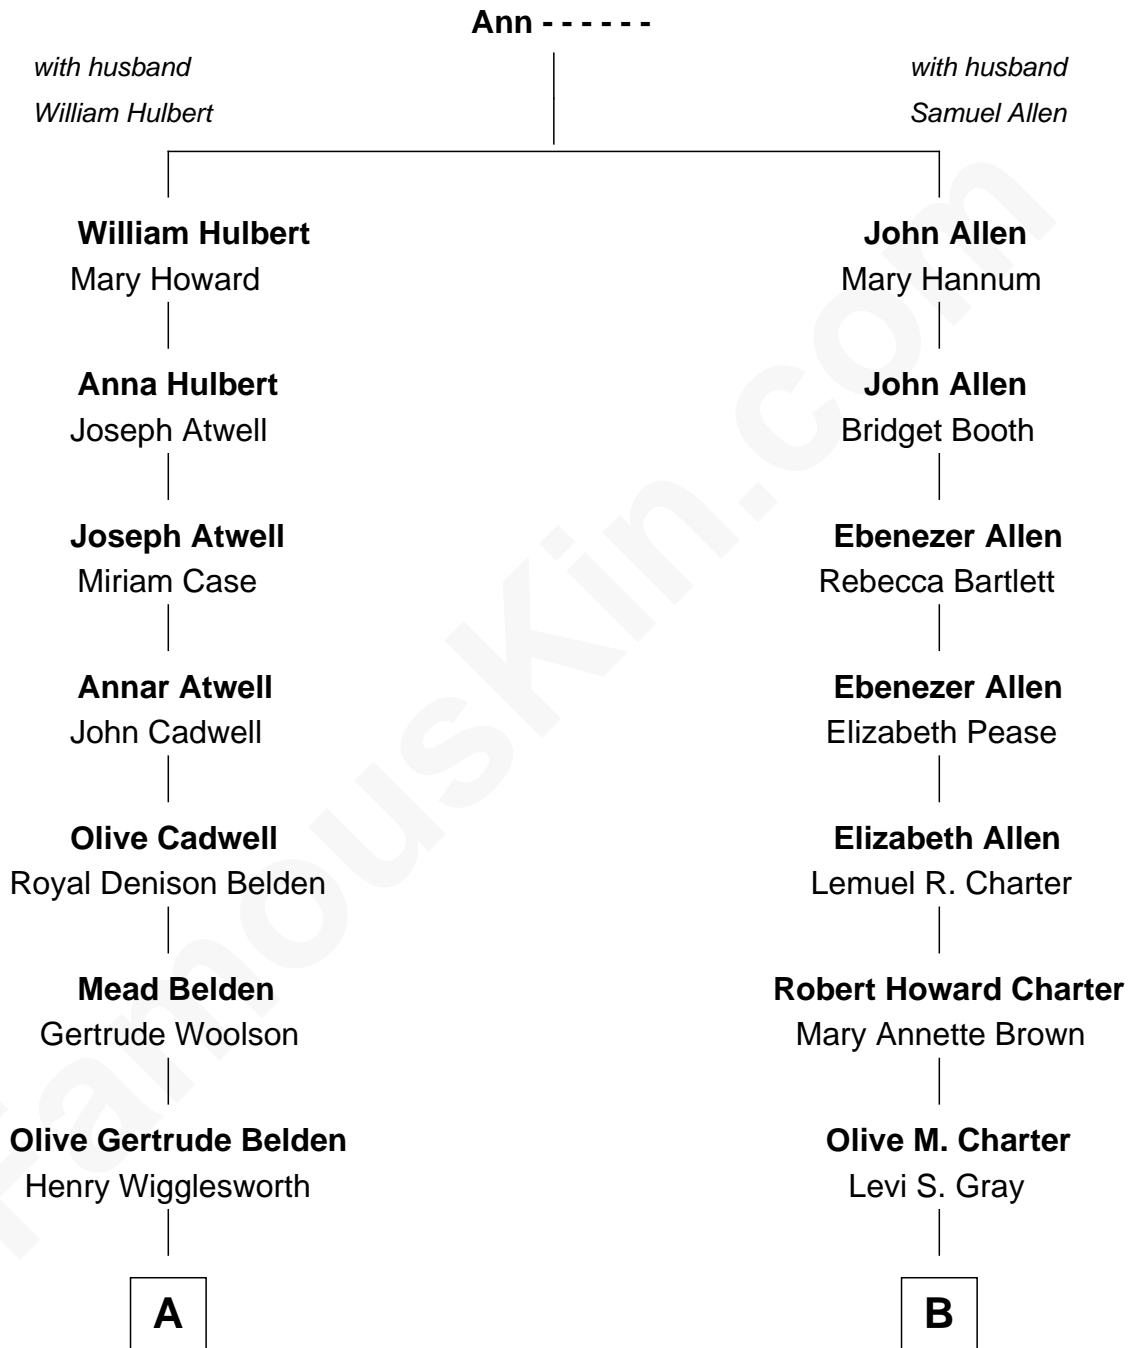 Ann - - - - - -
with husband
William Hulbert
with husband
Samuel Allen
William Hulbert
Mary Howard
John Allen
Mary Hannum
Anna Hulbert
Joseph Atwell
John Allen
Bridget Booth
Joseph Atwell
Miriam Case
Ebenezer Allen
Rebecca Bartlett
Annar Atwell
John Cadwell
Ebenezer Allen
Elizabeth Pease
Olive Cadwell
Royal Denison Belden
Elizabeth Allen
Lemuel R. Charter
Mead Belden
Gertrude Woolson
Robert Howard Charter
Mary Annette Brown
Olive Gertrude Belden
Henry Wigglesworth
Olive M. Charter
Levi S. Gray
A
B
FamousKin.com